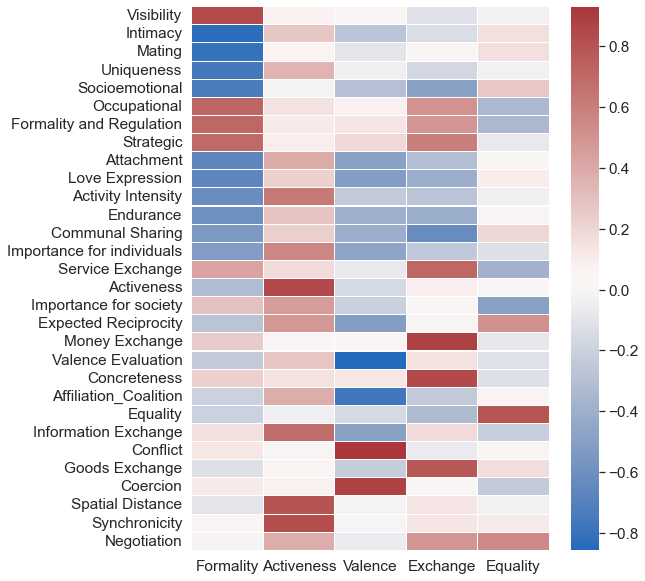 Visibility
Intimacy
Mating
Uniqueness
Socioemotional
Occupational
Formality and Regulation
Strategic
Attachment
Love Expression
Activity Intensity
Endurance
Communal Sharing
Importance for individuals
Service Exchange
Activeness
Importance for society
Expected Reciprocity
Money Exchange
Valence Evaluation
Concreteness
Affiliation_Coalition
Equality
Information Exchange
Conflict
Goods Exchange
Coercion
Spatial Distance
Synchronicity
Negotiation
Formality Activeness Valence Exchange Equality
0.8
0.6
0.4
0.2
0.0
−0.2
−0.4
−0.6
−0.8